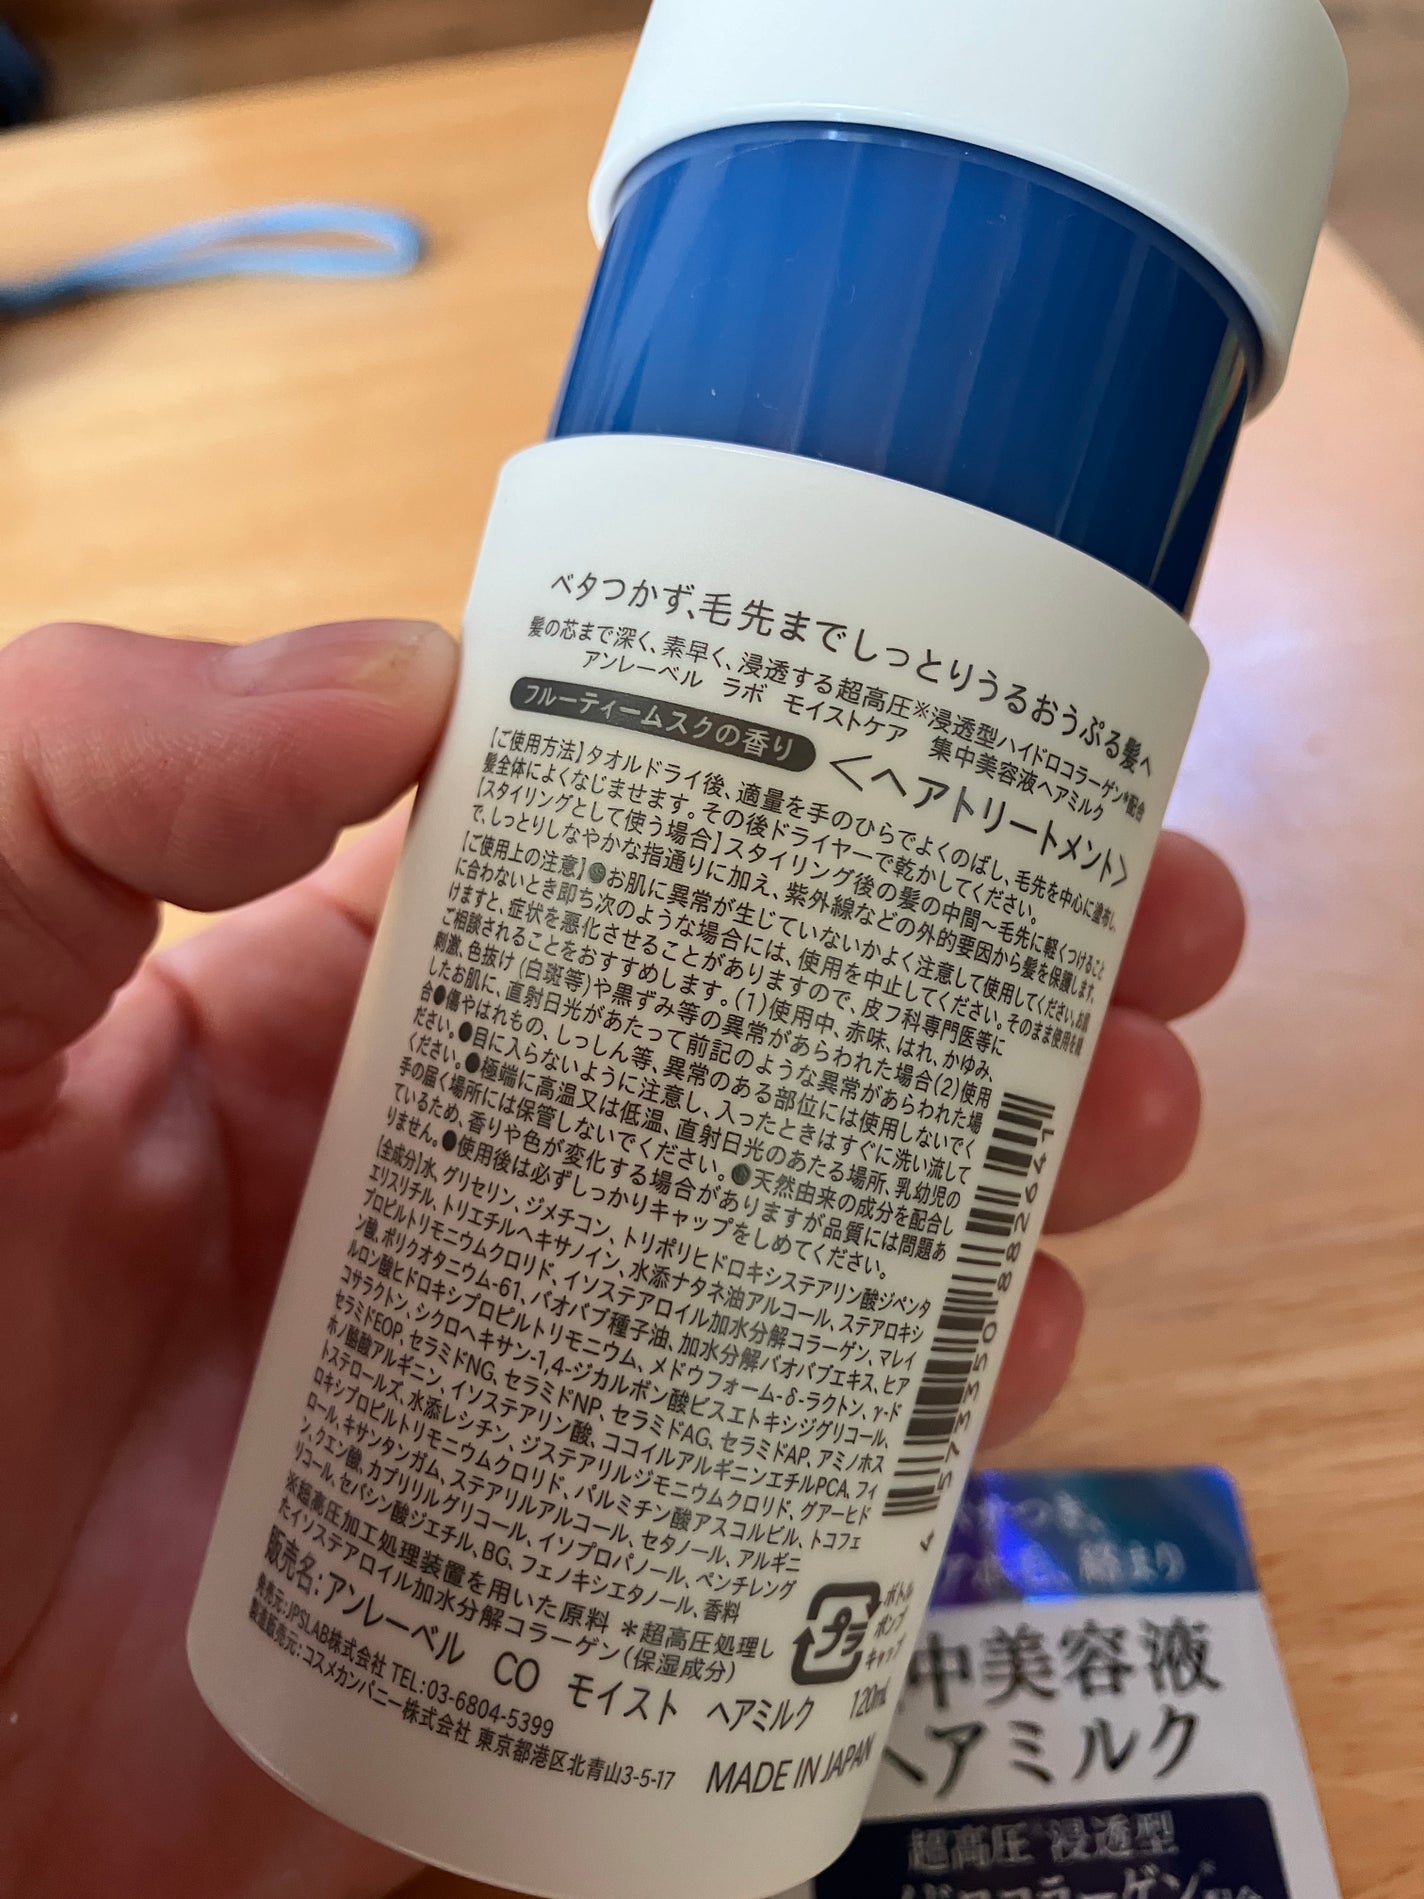 ベタつかず、毛先までしっとりうるおうぷる髪へ
髪の芯まで深く、素早く、浸透する超高圧※浸透型ハイドロコラーゲン*配合
アンレーベル ラボ モイストケア 集中美容液ヘアミルク
フルーティームスクの香り
<ヘアトリートメント>
【ご使用方法】タオルドライ後、適量を手のひらでよくのばし、毛先を中心に塗布し、
髪全体によくなじませます。その後ドライヤーで乾かしてください。
【スタイリングとして使う場合】スタイリング後の髪の中間〜毛先に軽くつけること
で、しっとりしなやかな指通りに加え、紫外線などの外的要因から髪を保護します。
【ご使用上の注意】●お肌に異常が生じていないかよく注意して使用してください。お肌
に合わないとき即ち次のような場合には、使用を中止してください。そのまま使用を続
けますと、症状を悪化させることがありますので、皮フ科専門医等に
ご相談されることをおすすめします。(1)使用中、赤味、はれ、かゆみ、
刺激、色抜け(白斑等)や黒ずみ等の異常があらわれた場合(2)使用
したお肌に、直射日光があたって前記のような異常があらわれた場
合●傷やはれもの、しっしん等、異常のある部位には使用しないでく
ださい。●目に入らないように注意し、入ったときはすぐに洗い流して
ください。●極端に高温又は低温、直射日光のあたる場所、乳幼児の
手の届く場所には保管しないでください。●天然由来の成分を配合し
ているため、香りや色が変化する場合がありますが品質には問題あ
りません。●使用後は必ずしっかりキャップをしめてください。
【全成分】水、グリセリン、ジメチコン、トリポリヒドロキシステアリン酸ジペンタ
エリスリチル、トリエチルヘキサノイン、水添ナタネ油アルコール、ステアロキシ
プロピルトリモニウムクロリド、イソステアロイル加水分解コラーゲン、マレイ
ン酸、ポリクオタニウム-61、バオバブ種子油、加水分解バオバブエキス、ヒア
ルロン酸ヒドロキシプロピルトリモニウム、メドウフォーム-δ-ラクトン、γ-ド
コサラクトン、シクロヘキサン-1,4-ジカルボン酸ビスエトキシジグリコール、
セラミドEOP、セラミドNG、セラミドNP、セラミドAG、セラミドAP、アミノホス
ホノ酪酸アルギニン、イソステアリン酸、ココイルアルギニンエチルPCA、フィ
トステロールズ、水添レシチン、ジステアリルジモニウムクロリド、グアーヒド
ロキシプロピルトリモニウムクロリド、パルミチン酸アスコルビル、トコフェ
ロール、キサンタンガム、ステアリルアルコール、セタノール、アルギニ
ン、クエン酸、カプリリルグリコール、イソプロパノール、ペンチレング
リコール、セバシン酸ジエチル、BG、フェノキシエタノール、香料
※超高圧加工処理装置を用いた原料 *超高圧処理し
たイソステアロイル加水分解コラーゲン(保湿成分)
販売名:アンレーベル CO モイスト ヘアミルク 120mL
発売元:JPSLAB株式会社 TEL:03-6804-5399
製造販売元:コスメカンパニー株式会社 東京都港区北青山3-5-17
MADE IN JAPAN
4 573350 882641
プラ
ボトル
ポンプ
キャップ
中美容液
ヘアミルク
超高圧 浸透型